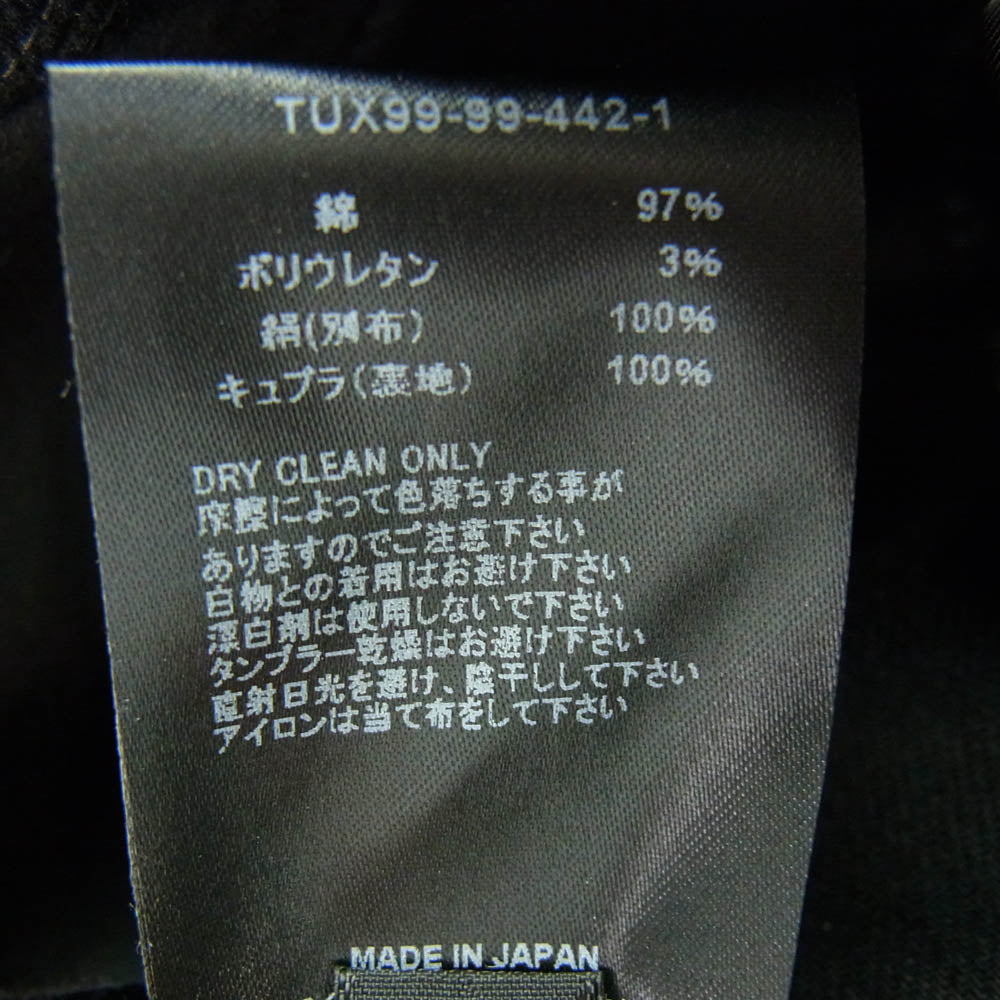 TUX99-99-442-1
綿 97%
ポリウレタン 3%
絹(別布) 100%
キュプラ(裏地) 100%
DRY CLEAN ONLY
摩擦によって色落ちする事が
ありますのでご注意下さい
白物との着用はお避け下さい
漂白剤は使用しないで下さい
タンブラー乾燥はお避け下さい
直射日光を避け、陰干しして下さい
アイロンは当て布をして下さい
MADE IN JAPAN